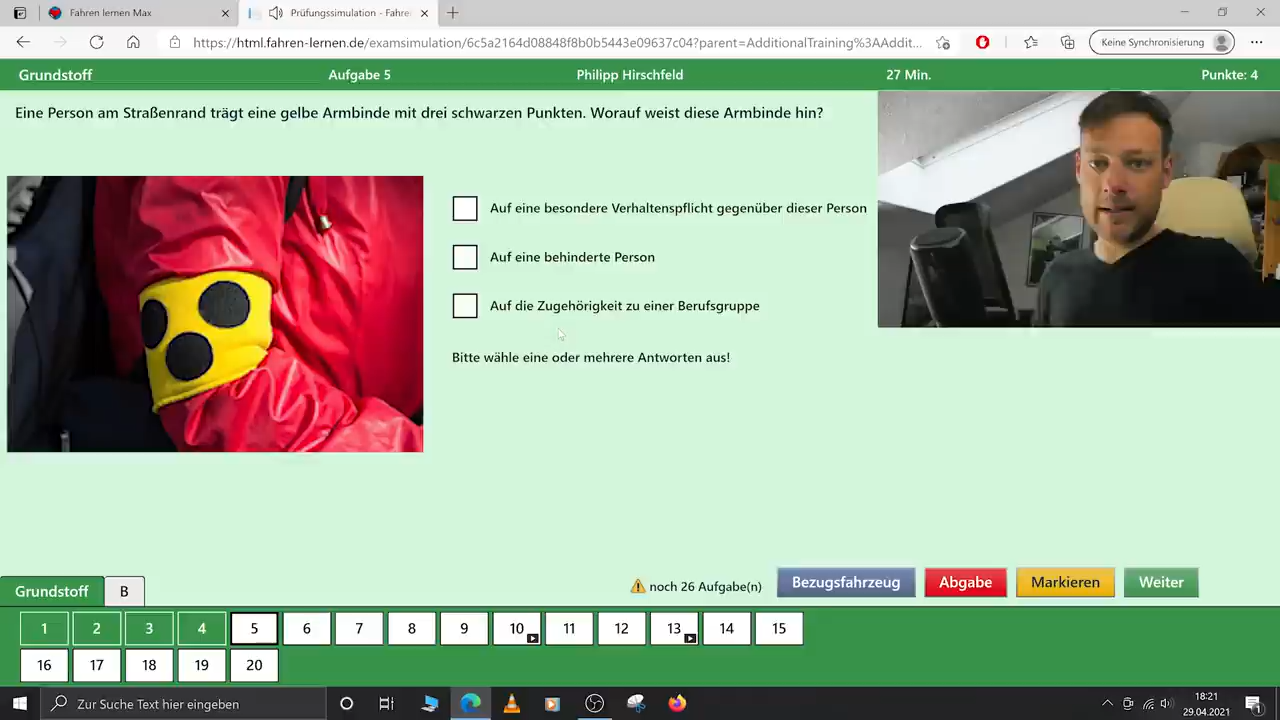 Fahren lernen Max
Prüfungssimulation - Fahre
https://html.fahren-lernen.de/examsimulation/6c5a2164d08848f8b0b5443e09637c04?parent=AdditionalTraining%3AAddit...
Keine Synchronisierung
Grundstoff
Aufgabe 5
Philipp Hirschfeld
27 Min.
Punkte: 4
Eine Person am Straßenrand trägt eine gelbe Armbinde mit drei schwarzen Punkten. Worauf weist diese Armbinde hin?
Auf eine besondere Verhaltenspflicht gegenüber dieser Person
Auf eine behinderte Person
Auf die Zugehörigkeit zu einer Berufsgruppe
Bitte wähle eine oder mehrere Antworten aus!
Grundstoff
B
noch 26 Aufgabe(n)
Bezugsfahrzeug
Abgabe
Markieren
Weiter
1 2 3 4 5 6 7 8 9 10 11 12 13 14 15
16 17 18 19 20
Zur Suche Text hier eingeben
18:21
29.04.2021
1